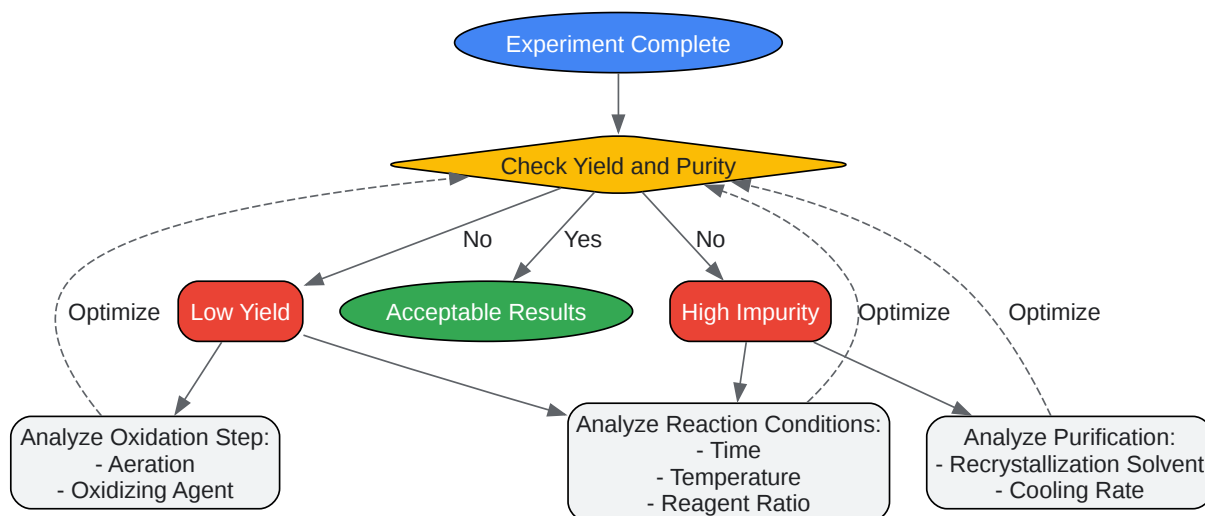 Experiment Complete
Check Yield and Purity
No
Yes
No
Optimize
Low Yield
Acceptable Results
High Impurity
Optimize
Optimize
Analyze Oxidation Step:
- Aeration
- Oxidizing Agent
Analyze Reaction Conditions:
- Time
- Temperature
- Reagent Ratio
Analyze Purification:
- Recrystallization Solvent
- Cooling Rate